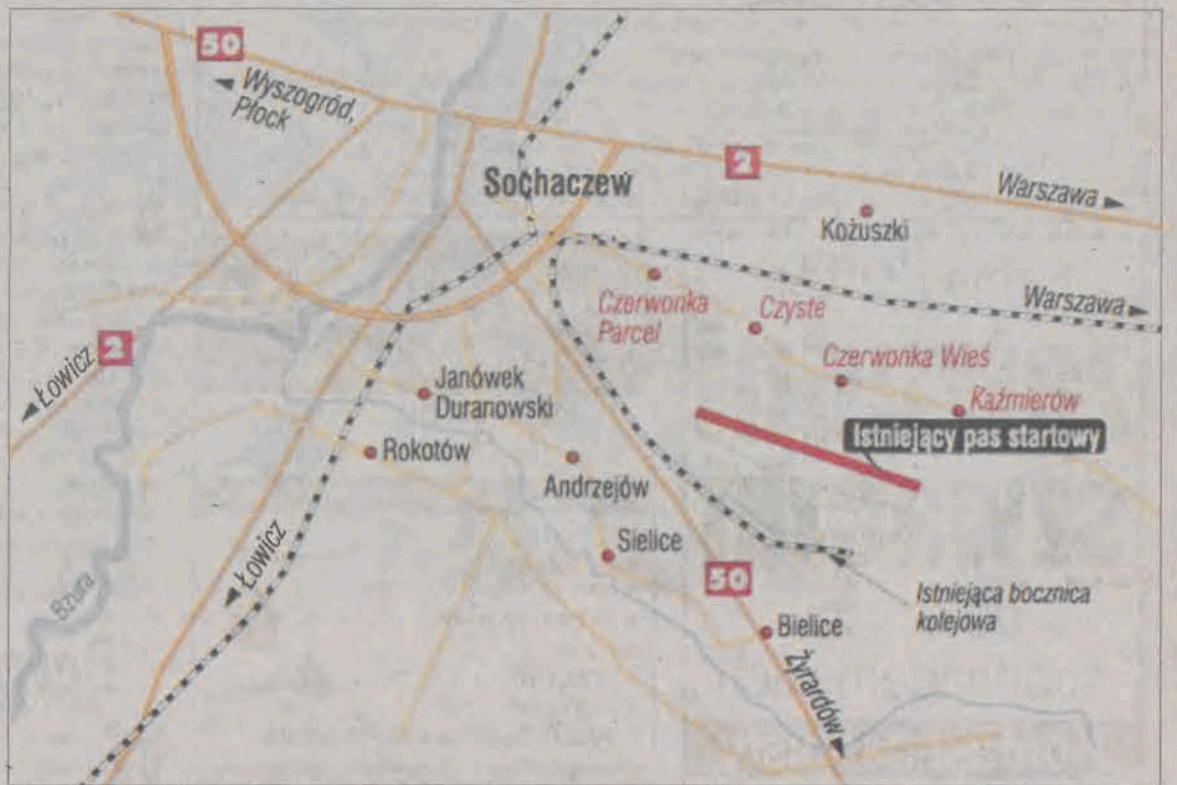 50
Wyszogród,
Płock
Sochaczew
2
Warszawa
Kożuszki
Warszawa
Czerwonka
Parcel
Czyste
Czerwonka Wieś
Kaźmierów
Istniejący pas startowy
Łowicz
2
Janówek
Duranowski
Rokotów
Andrzejów
Sielice
50
Istniejąca bocznica
kolejowa
Łowicz
Bzura
Bielice
Żyrardów